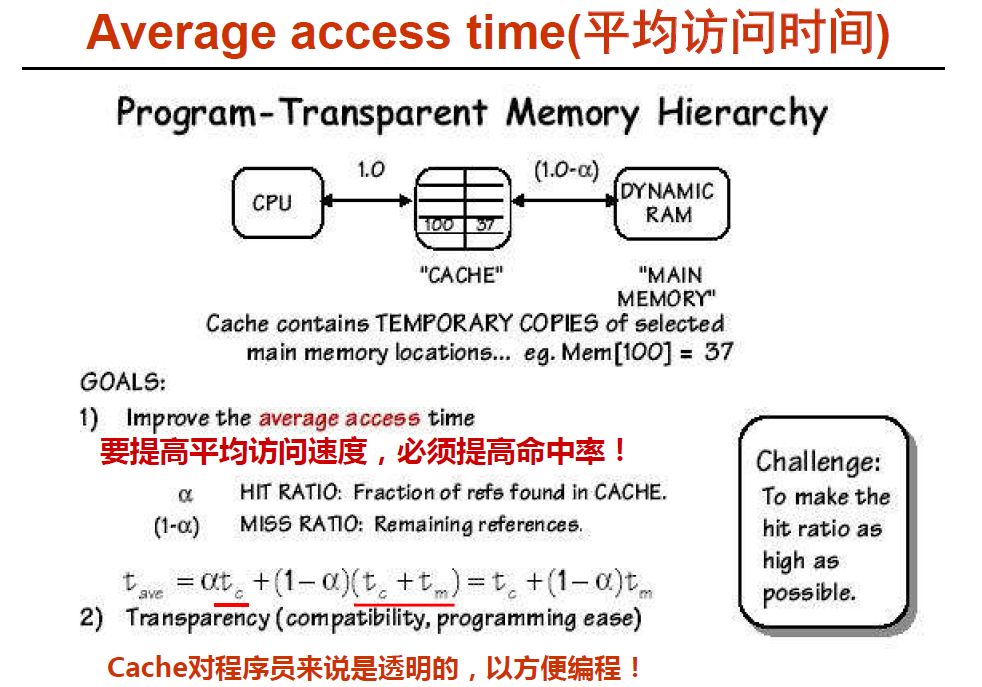 Average access time(平均访问时间)
Program-Transparent Memory Hierarchy
CPU
1.0
100 37
(1.0-α)
DYNAMIC
RAM
"CACHE"
"MAIN
MEMORY"
Cache contains TEMPORARY COPIES of selected
main memory locations... eg. Mem[100] = 37
GOALS:
1) Improve the average access time
要提高平均访问速度，必须提高命中率！
α HIT RATIO: Fraction of refs found in CACHE.
(1-α) MISS RATIO: Remaining references.
t_ave = αt_c + (1 − α)(t_c + t_m) = t_c + (1 − α)t_m
2) Transparency (compatibility, programming ease)
Cache对程序员来说是透明的，以方便编程！
Challenge:
To make the
hit ratio as
high as
possible.